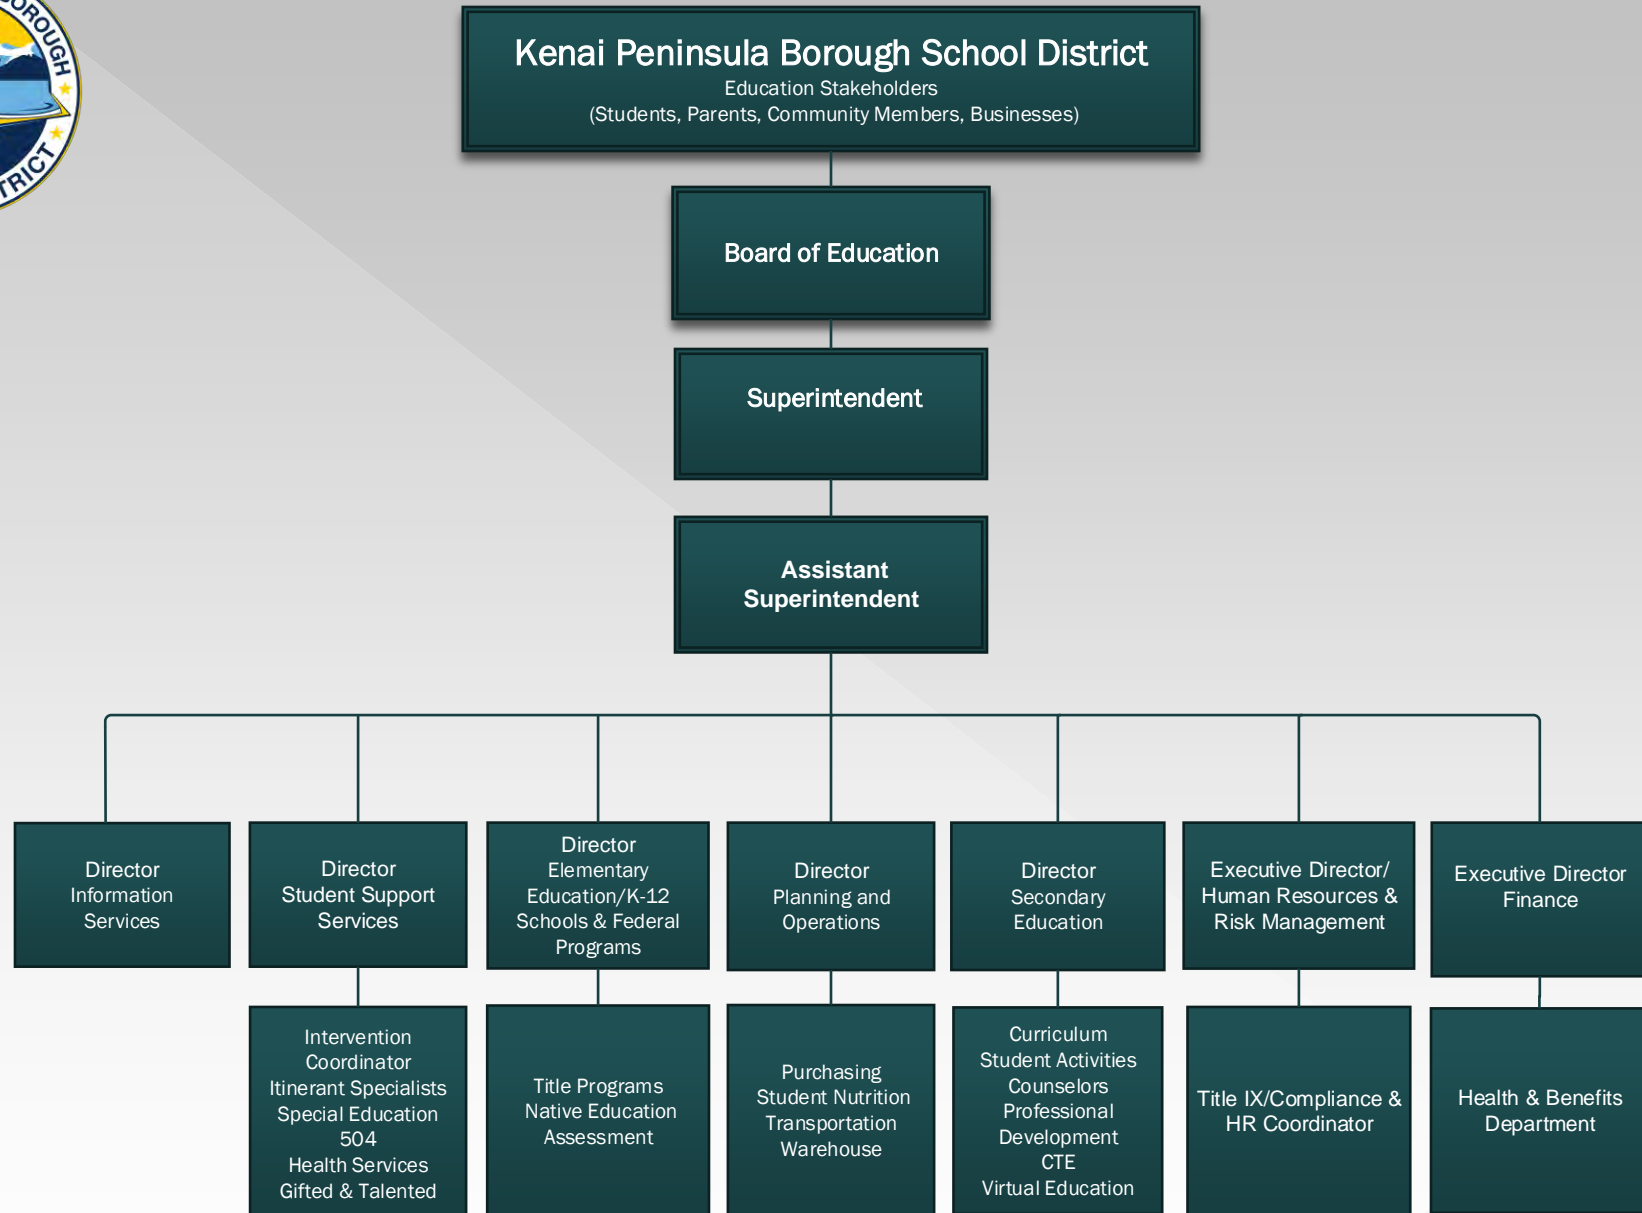 OROUGH
TRICT
Kenai Peninsula Borough School District
Education Stakeholders
(Students, Parents, Community Members, Businesses)
Board of Education
Superintendent
Assistant
Superintendent
Director
Information
Services
Director
Student Support
Services
Director
Elementary
Education/K-12
Schools & Federal
Programs
Director
Planning and
Operations
Director
Secondary
Education
Executive Director/
Human Resources &
Risk Management
Executive Director
Finance
Intervention
Coordinator
Itinerant Specialists
Special Education
504
Health Services
Gifted & Talented
Title Programs
Native Education
Assessment
Purchasing
Student Nutrition
Transportation
Warehouse
Curriculum
Student Activities
Counselors
Professional
Development
CTE
Virtual Education
Title IX/Compliance &
HR Coordinator
Health & Benefits
Department